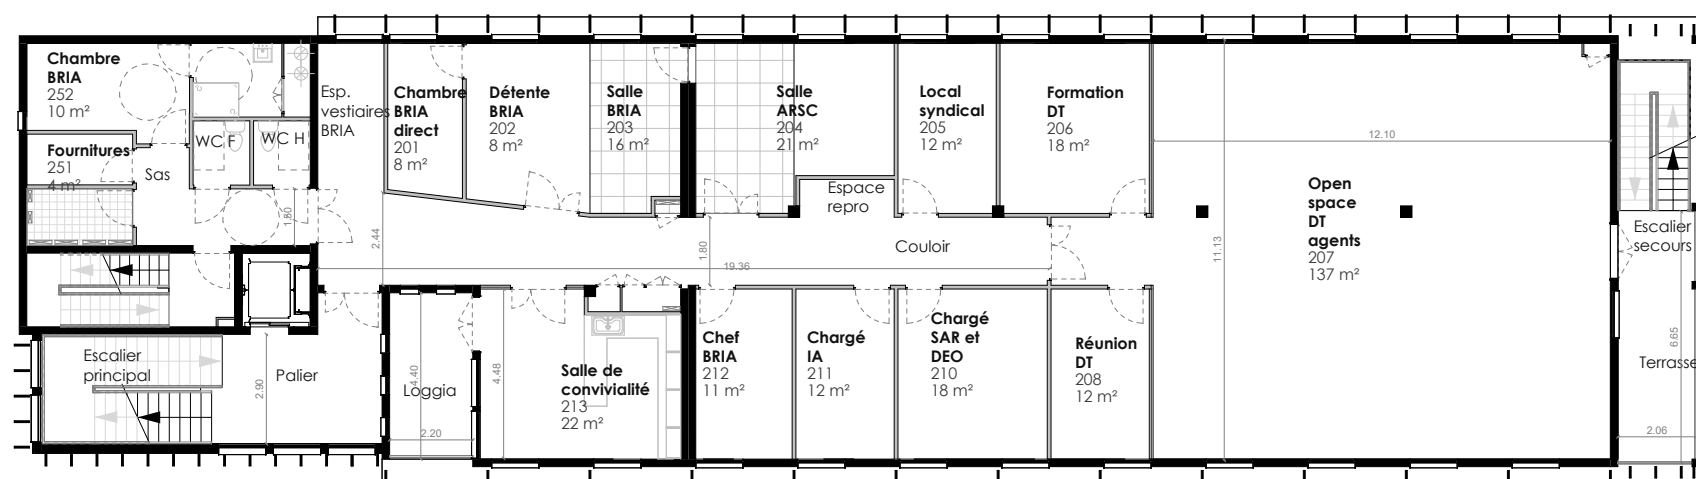 Chambre
BRIA
252
10 m²
Fournitures
251
4 m²
Sas
WC F
WC H
1.80
Esp.
vestiaires
BRIA
Chambre
BRIA
direct
201
8 m²
Détente
BRIA
202
8 m²
Salle
BRIA
203
16 m²
Salle
ARSC
204
21 m²
Local
syndical
205
12 m²
Formation
DT
206
18 m²
12.10
Open
space
DT
agents
207
137 m²
11.13
Escalier
secours
Espace
repro
Couloir
2.44
1.80
19.36
Escalier
principal
Palier
2.90
Loggia
4.40
2.20
4.48
Salle de
convivialité
213
22 m²
Chef
BRIA
212
11 m²
Chargé
IA
211
12 m²
Chargé
SAR et
DEO
210
18 m²
Réunion
DT
208
12 m²
6.65
Terrasse
2.06